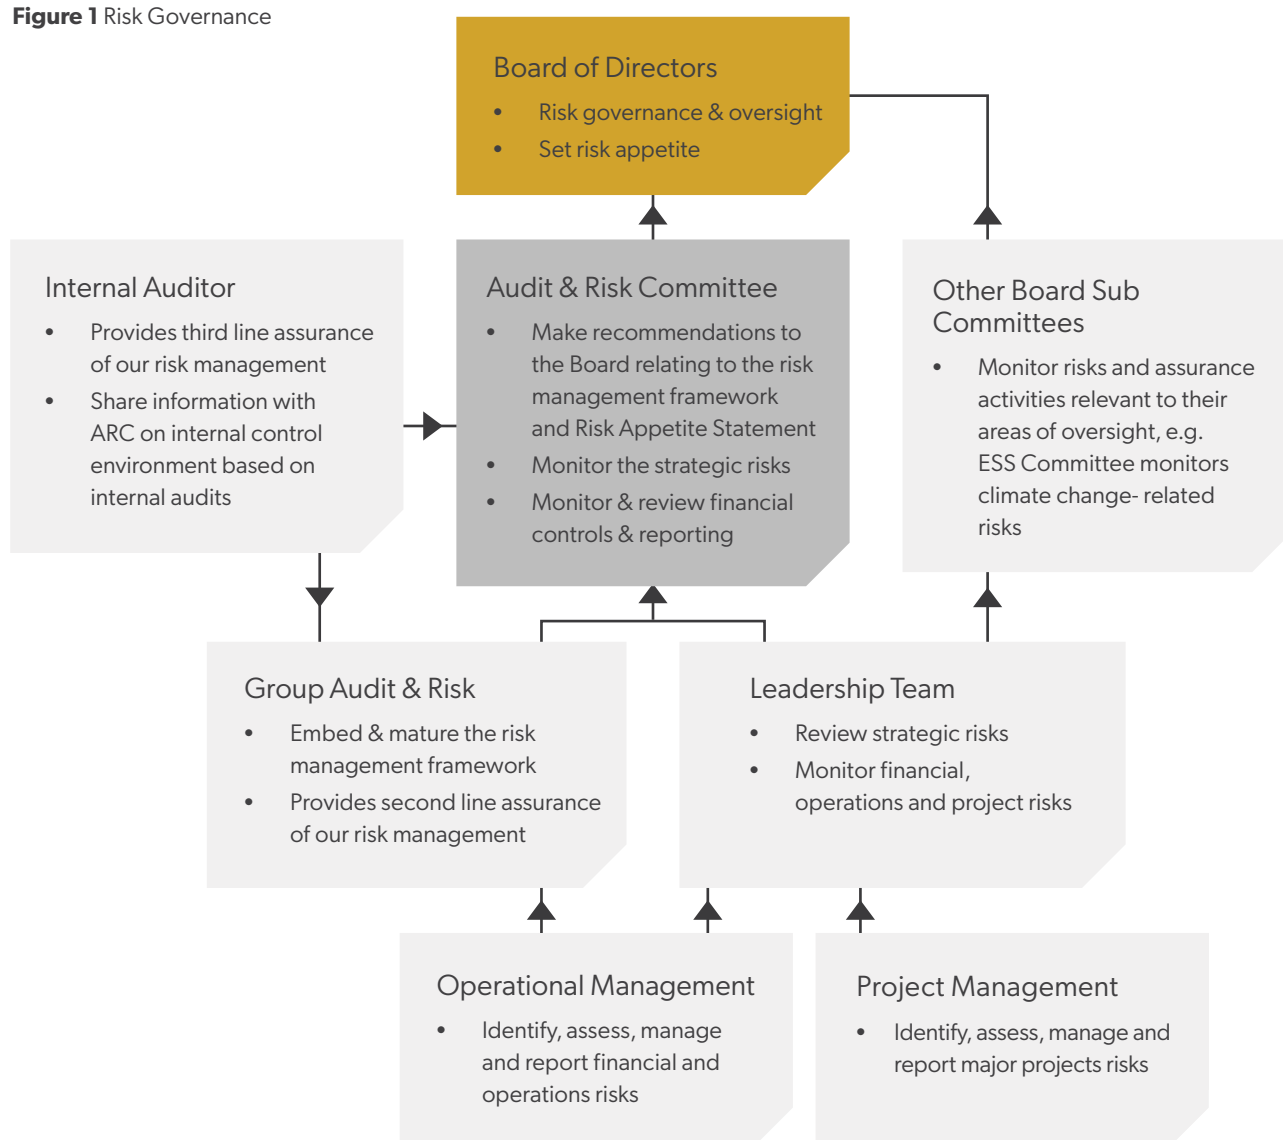 Figure 1 Risk Governance
Board of Directors
• Risk governance & oversight
• Set risk appetite
Internal Auditor
• Provides third line assurance
of our risk management
• Share information with
ARC on internal control
environment based on
internal audits
Audit & Risk Committee
• Make recommendations to
the Board relating to the risk
management framework
and Risk Appetite Statement
• Monitor the strategic risks
• Monitor & review financial
controls & reporting
Other Board Sub
Committees
• Monitor risks and assurance
activities relevant to their
areas of oversight, e.g.
ESS Committee monitors
climate change- related
risks
Group Audit & Risk
• Embed & mature the risk
management framework
• Provides second line assurance
of our risk management
Leadership Team
• Review strategic risks
• Monitor financial,
operations and project risks
Operational Management
• Identify, assess, manage
and report financial and
operations risks
Project Management
• Identify, assess, manage and
report major projects risks